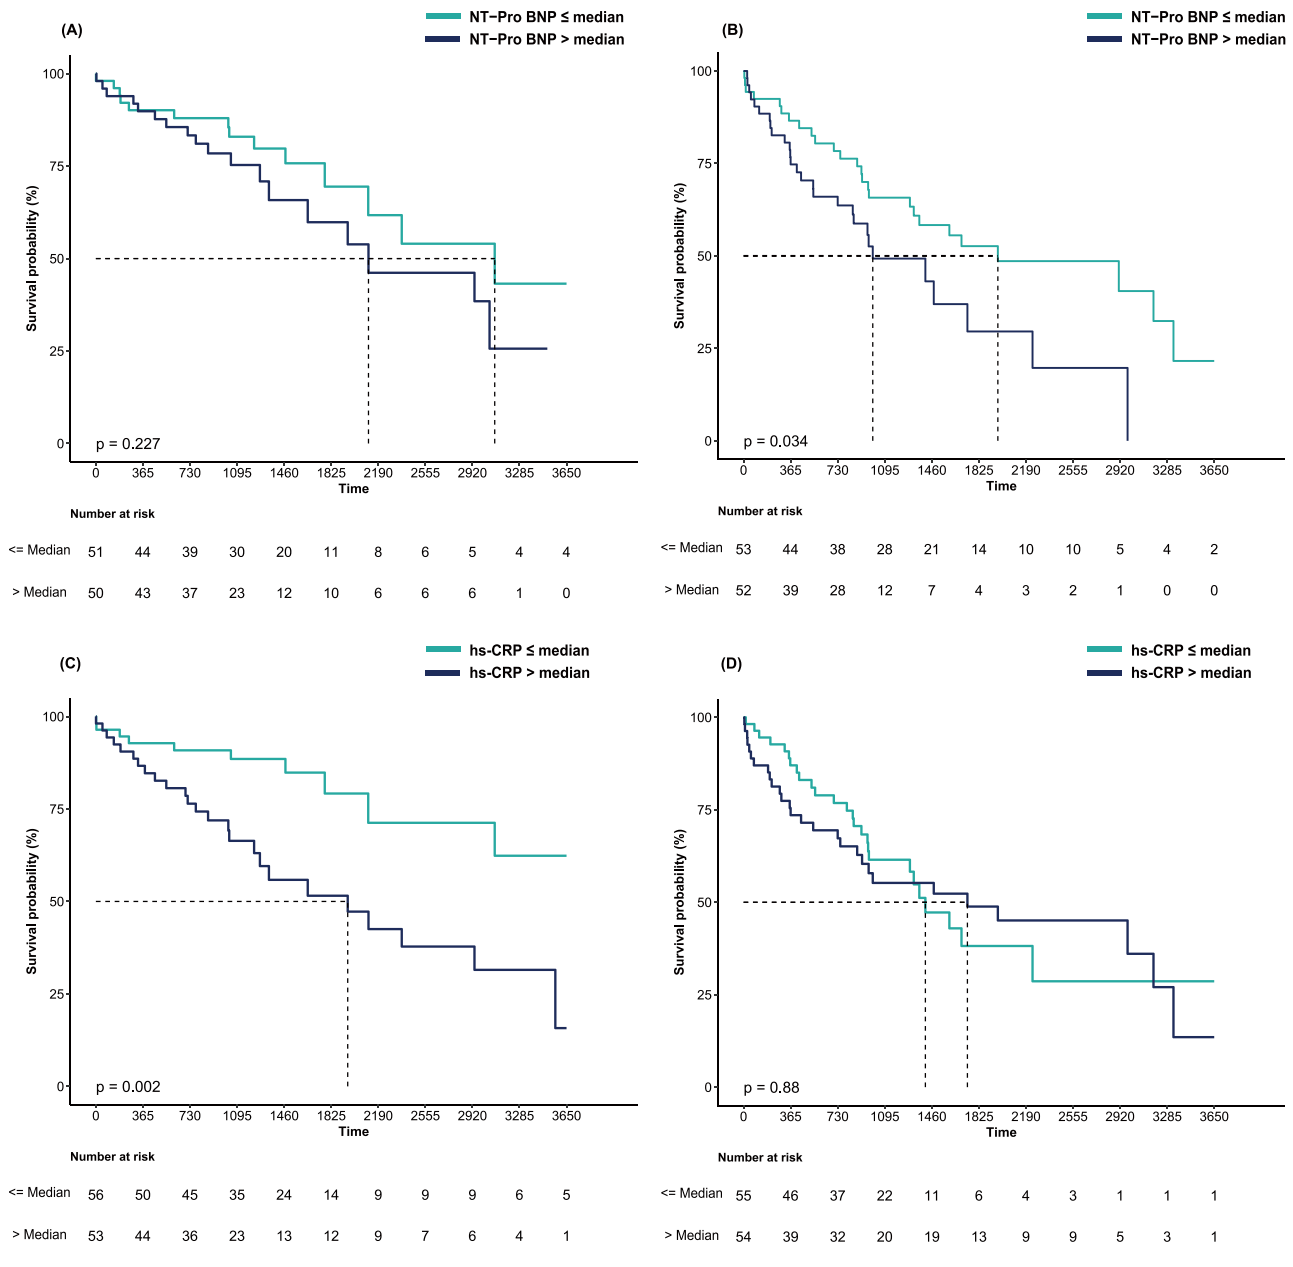 (A)
NT−Pro BNP ≤ median
NT−Pro BNP > median
100
75
50
25
0
Survival probability (%)
p = 0.227
0 365 730 1095 1460 1825 2190 2555 2920 3285 3650
Time
Number at risk
<= Median 51 44 39 30 20 11 8 6 5 4 4
> Median 50 43 37 23 12 10 6 6 6 1 0
(B)
NT−Pro BNP ≤ median
NT−Pro BNP > median
100
75
50
25
0
Survival probability (%)
p = 0.034
0 365 730 1095 1460 1825 2190 2555 2920 3285 3650
Time
Number at risk
<= Median 53 44 38 28 21 14 10 10 5 4 2
> Median 52 39 28 12 7 4 3 2 1 0 0
(C)
hs-CRP ≤ median
hs-CRP > median
100
75
50
25
0
Survival probability (%)
p = 0.002
0 365 730 1095 1460 1825 2190 2555 2920 3285 3650
Time
Number at risk
<= Median 56 50 45 35 24 14 9 9 9 6 5
> Median 53 44 36 23 13 12 9 7 6 4 1
(D)
hs-CRP ≤ median
hs-CRP > median
100
75
50
25
0
Survival probability (%)
p = 0.88
0 365 730 1095 1460 1825 2190 2555 2920 3285 3650
Time
Number at risk
<= Median 55 46 37 22 11 6 4 3 1 1 1
> Median 54 39 32 20 19 13 9 9 5 3 1